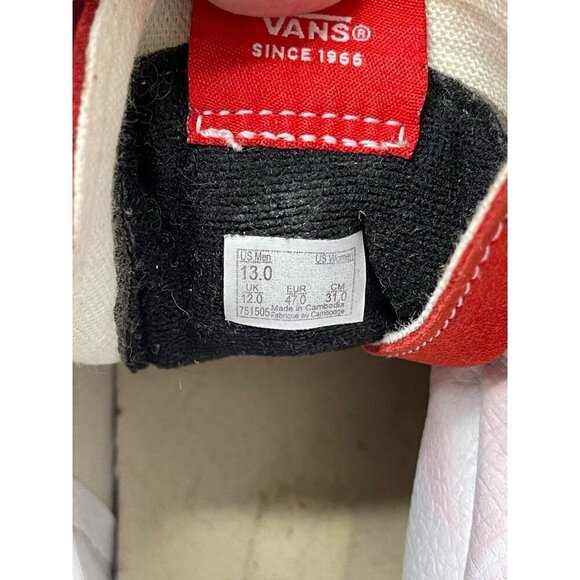 VANS®
SINCE 1966
US Men US Women
13.0
UK EUR CM
12.0 47.0 31.0
751505 Made in Cambodia
Fabriqué au Cambodge